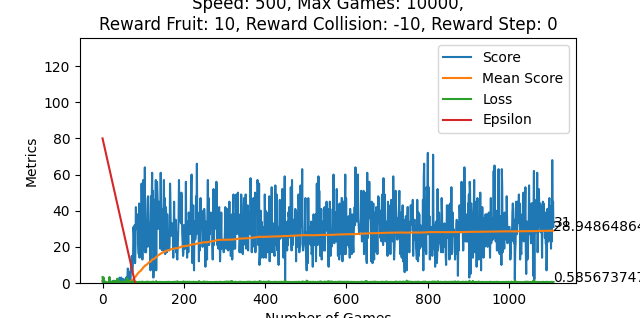 Speed: 500, Max Games: 10000,
Reward Fruit: 10, Reward Collision: -10, Reward Step: 0
Score
Mean Score
Loss
Epsilon
Metrics
120
100
80
60
40
20
0
31
28.94864864
0.585673747
0 200 400 600 800 1000
Number of Games